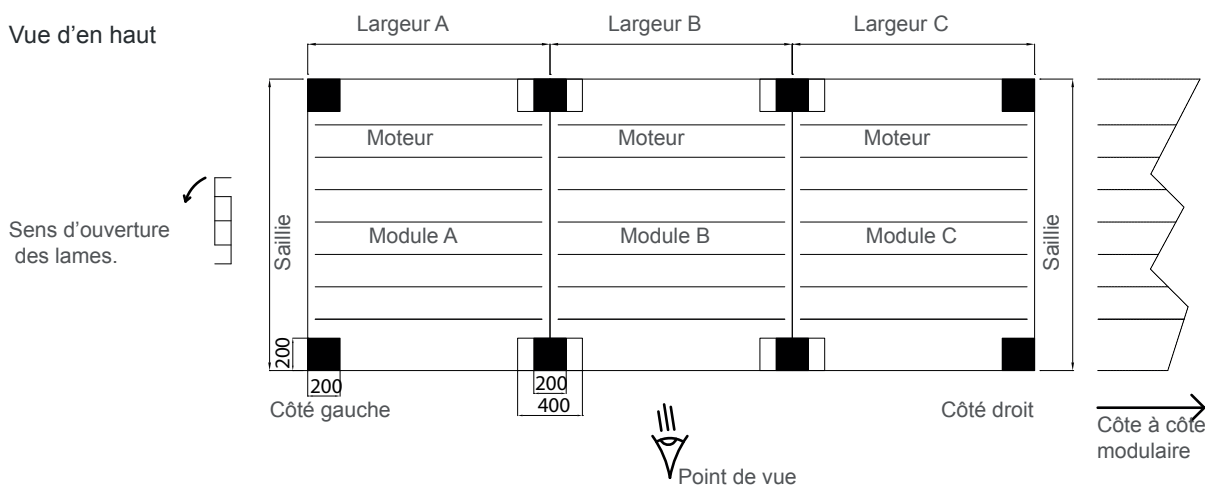 Vue d'en haut
Largeur A
Largeur B
Largeur C
Moteur
Moteur
Moteur
Sens d'ouverture
des lames.
Saillie
Module A
Module B
Module C
Saillie
200
200
200
400
Côté gauche
Côté droit
Côte à côte
modulaire
Point de vue